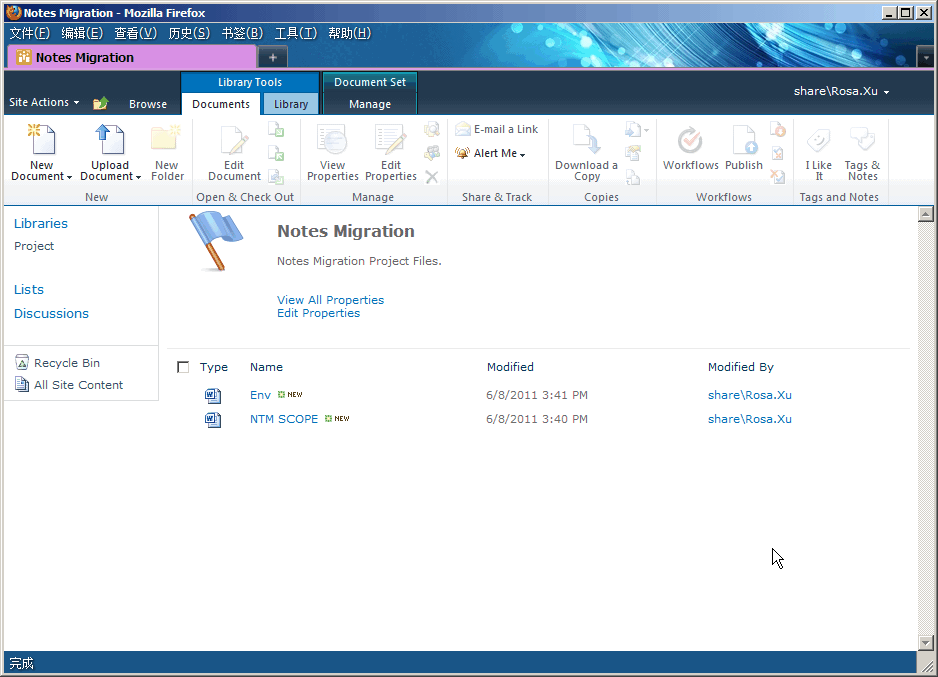 Notes Migration - Mozilla Firefox
文件(F) 编辑(E) 查看(V) 历史(S) 书签(B) 工具(T) 帮助(H)
Notes Migration +
Library Tools Document Set
Site Actions Browse Documents Library Manage share\Rosa.Xu
New Document
Upload Document
New Folder
Edit Document
View Properties
Edit Properties
E-mail a Link
Alert Me
Download a Copy
Workflows
Publish
I Like It
Tags & Notes
New Open & Check Out Manage Share & Track Copies Workflows Tags and Notes
Libraries
Project
Lists
Discussions
Recycle Bin
All Site Content
Notes Migration
Notes Migration Project Files.
View All Properties
Edit Properties
Type Name Modified Modified By
Env NEW 6/8/2011 3:41 PM share\Rosa.Xu
NTM SCOPE NEW 6/8/2011 3:40 PM share\Rosa.Xu
完成